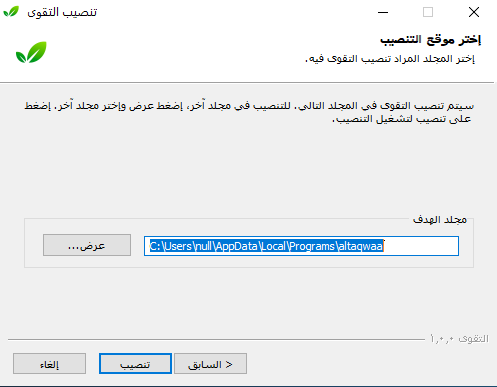 تنصيب التقوى
إختر موقع التنصيب
إختر المجلد المراد تنصيب التقوى فيه.
سيتم تنصيب التقوى في المجلد التالي. للتنصيب في مجلد آخر، إضغط عرض وإختر مجلد آخر. إضغط
على تنصيب لتشغيل التنصيب.
مجلد الهدف
C:\Users\null\AppData\Local\Programs\altaqwaa
عرض...
التقوى ١,٠,٠
< السابق
تنصيب
إلغاء